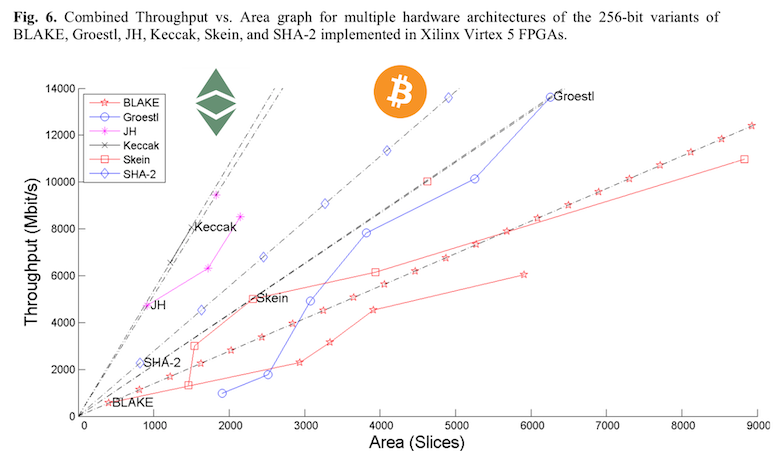 Fig. 6. Combined Throughput vs. Area graph for multiple hardware architectures of the 256-bit variants of
BLAKE, Groestl, JH, Keccak, Skein, and SHA-2 implemented in Xilinx Virtex 5 FPGAs.
14000
12000
10000
8000
6000
4000
2000
0
Throughput (Mbit/s)
BLAKE
Groestl
JH
Keccak
Skein
SHA-2
B
Groestl
Keccak
JH
Skein
SHA-2
BLAKE
0 1000 2000 3000 4000 5000 6000 7000 8000 9000
Area (Slices)